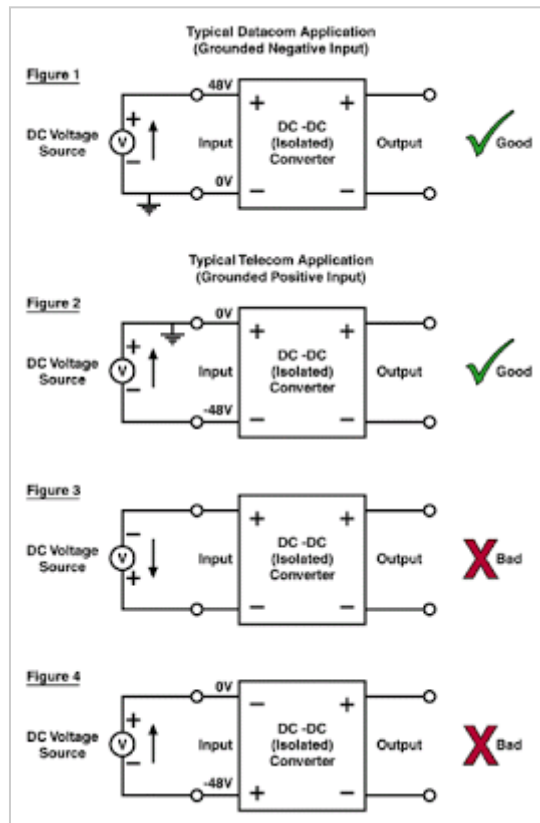 Typical Datacom Application
(Grounded Negative Input)
Figure 1
48V
+
+
+
DC Voltage
Source
V
Input
DC -DC
(Isolated)
Converter
Output
Good
−
−
−
0V
Typical Telecom Application
(Grounded Positive Input)
Figure 2
0V
+
+
+
DC Voltage
Source
V
Input
DC -DC
(Isolated)
Converter
Output
Good
−
−
−
-48V
Figure 3
−
+
+
DC Voltage
Source
V
Input
DC -DC
(Isolated)
Converter
Output
X Bad
+
−
−
Figure 4
0V
+
−
+
DC Voltage
Source
V
Input
DC -DC
(Isolated)
Converter
Output
X Bad
−
-48V
+
−